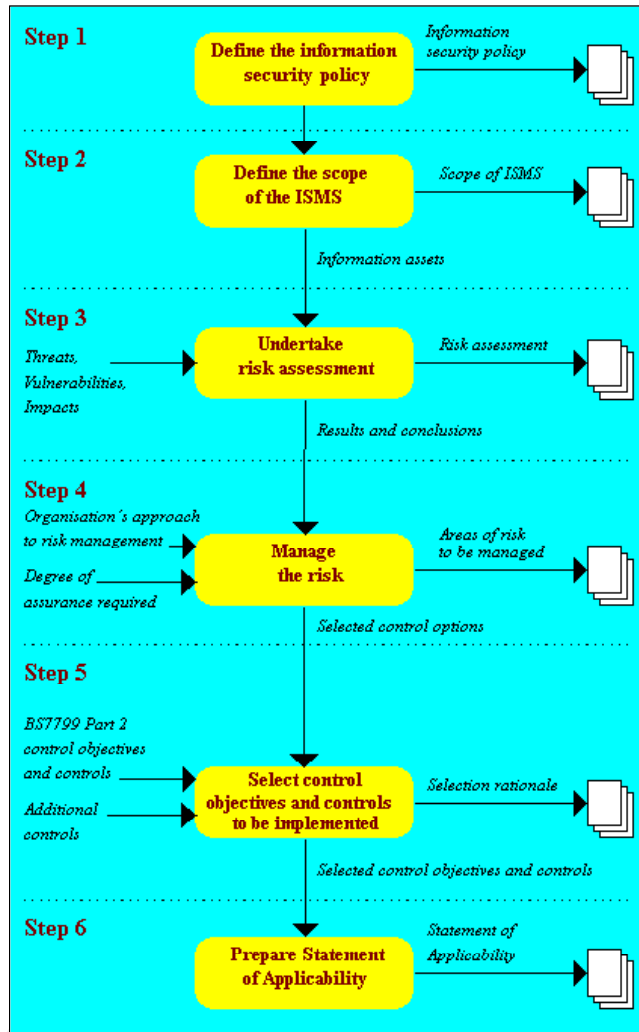 Step 1
Define the information
security policy
Information
security policy
Step 2
Define the scope
of the ISMS
Scope of ISMS
Information assets
Step 3
Threats,
Vulnerabilities,
Impacts
Undertake
risk assessment
Risk assessment
Results and conclusions
Step 4
Organisation´s approach
to risk management
Degree of
assurance required
Manage
the risk
Areas of risk
to be managed
Selected control options
Step 5
BS7799 Part 2
control objectives
and controls
Additional
controls
Select control
objectives and controls
to be implemented
Selection rationale
Selected control objectives and controls
Step 6
Prepare Statement
of Applicability
Statement of
Applicability